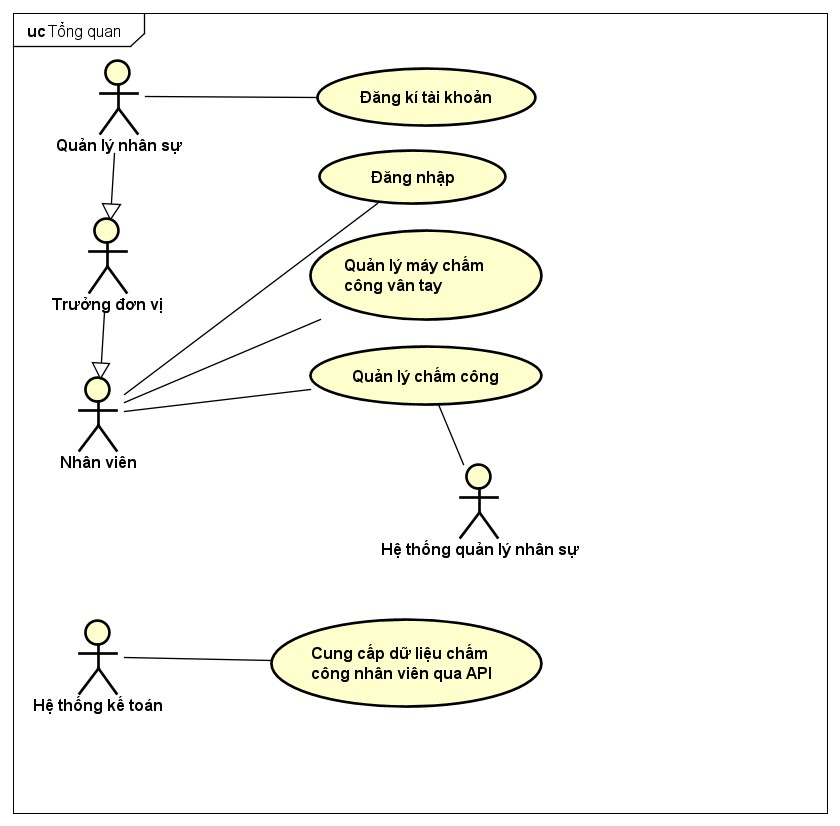 uc Tổng quan
Đăng kí tài khoản
Quản lý nhân sự
Đăng nhập
Quản lý máy chấm
công vân tay
Trưởng đơn vị
Quản lý chấm công
Nhân viên
Hệ thống quản lý nhân sự
Cung cấp dữ liệu chấm
công nhân viên qua API
Hệ thống kế toán